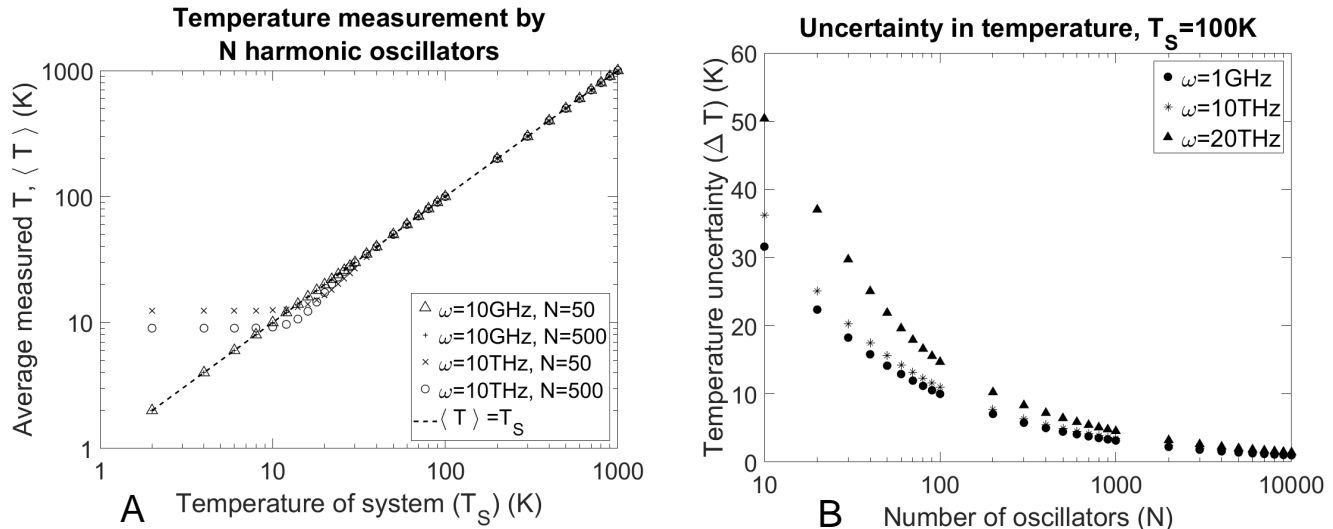 Temperature measurement by
N harmonic oscillators
Average measured T, ⟨ T ⟩ (K)
1000
100
10
1
1
10
100
1000
ω=10GHz, N=50
ω=10GHz, N=500
ω=10THz, N=50
ω=10THz, N=500
⟨ T ⟩ =T_S
Temperature of system (T_S) (K)
A
Uncertainty in temperature, T_S=100K
Temperature uncertainty (Δ T) (K)
60
50
40
30
20
10
0
10
100
1000
10000
ω=1GHz
ω=10THz
ω=20THz
Number of oscillators (N)
B